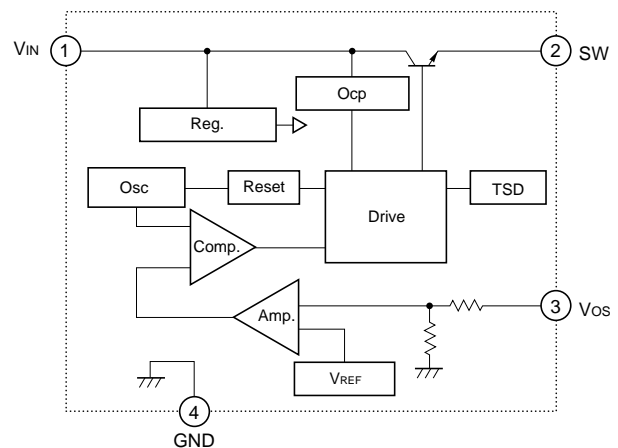 VIN 1
2 SW
Ocp
Reg.
Osc
Reset
Drive
TSD
Comp.
Amp.
3 VOS
VREF
4
GND